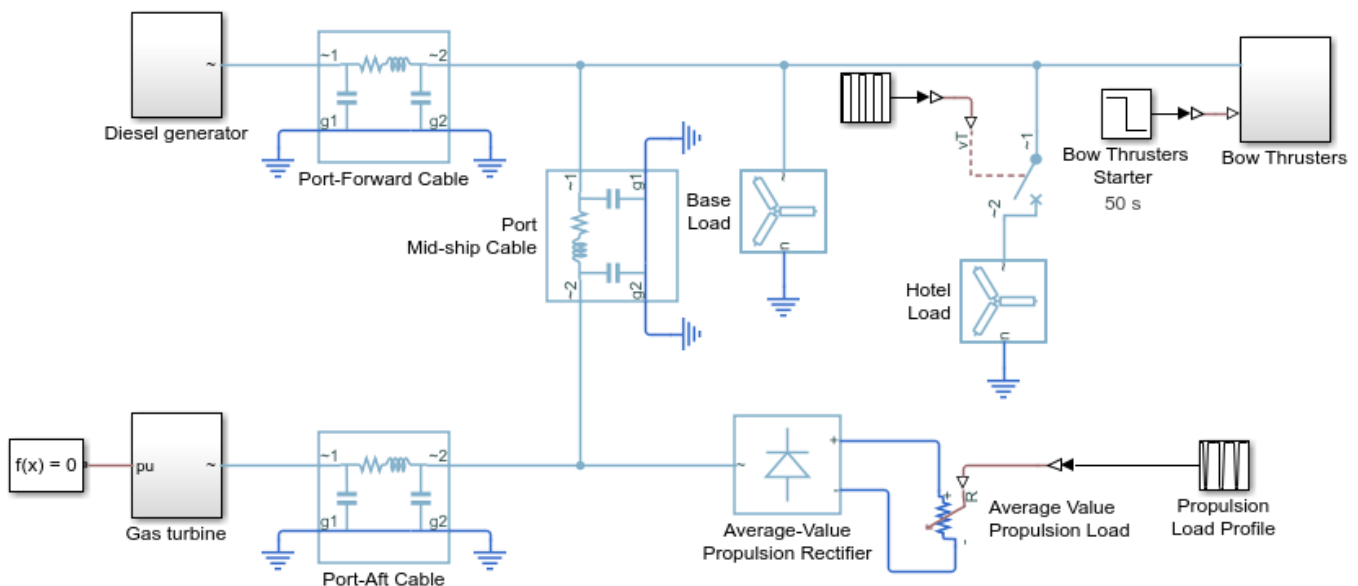 ~
Diesel generator
~1
~2
g1
g2
Port-Forward Cable
~1
g1
Port
Mid-ship Cable
~2
g2
Base
Load
~
n
vT
~1
~2
Hotel
Load
~
n
Bow Thrusters
Starter
50 s
Bow Thrusters
f(x) = 0
pu
~
Gas turbine
~1
~2
g1
g2
Port-Aft Cable
~
+
-
Average-Value
Propulsion Rectifier
+
R
-
Average Value
Propulsion Load
Propulsion
Load Profile